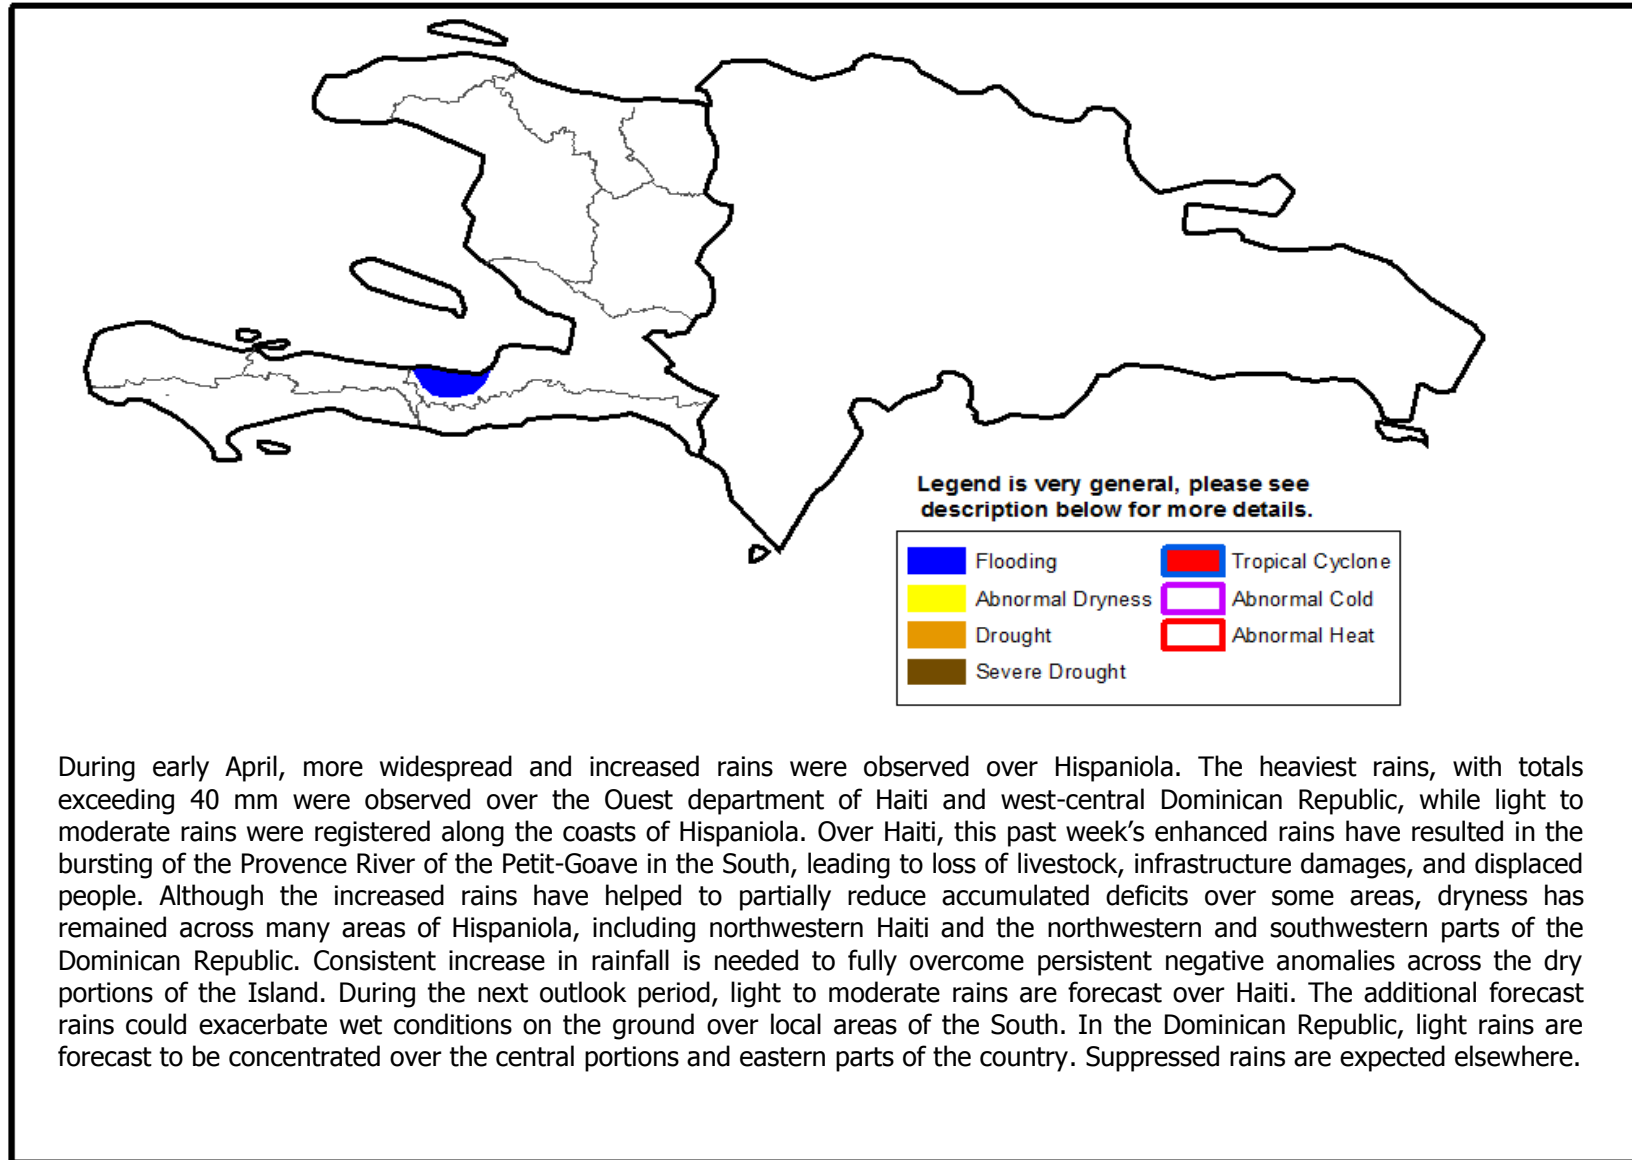 Legend is very general, please see
description below for more details.
Flooding
Tropical Cyclone
Abnormal Dryness
Abnormal Cold
Drought
Abnormal Heat
Severe Drought
During early April, more widespread and increased rains were observed over Hispaniola. The heaviest rains, with totals
exceeding 40 mm were observed over the Ouest department of Haiti and west-central Dominican Republic, while light to
moderate rains were registered along the coasts of Hispaniola. Over Haiti, this past week’s enhanced rains have resulted in the
bursting of the Provence River of the Petit-Goave in the South, leading to loss of livestock, infrastructure damages, and displaced
people. Although the increased rains have helped to partially reduce accumulated deficits over some areas, dryness has
remained across many areas of Hispaniola, including northwestern Haiti and the northwestern and southwestern parts of the
Dominican Republic. Consistent increase in rainfall is needed to fully overcome persistent negative anomalies across the dry
portions of the Island. During the next outlook period, light to moderate rains are forecast over Haiti. The additional forecast
rains could exacerbate wet conditions on the ground over local areas of the South. In the Dominican Republic, light rains are
forecast to be concentrated over the central portions and eastern parts of the country. Suppressed rains are expected elsewhere.